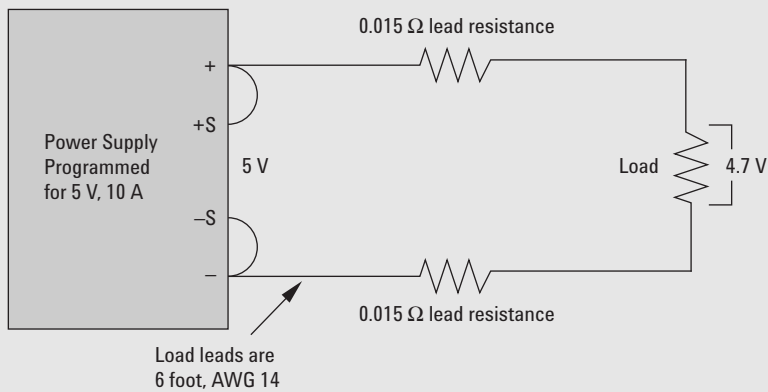 0.015 Ω lead resistance
+
+S
Power Supply
Programmed
for 5 V, 10 A
5 V
Load
4.7 V
–S
–
0.015 Ω lead resistance
Load leads are
6 foot, AWG 14